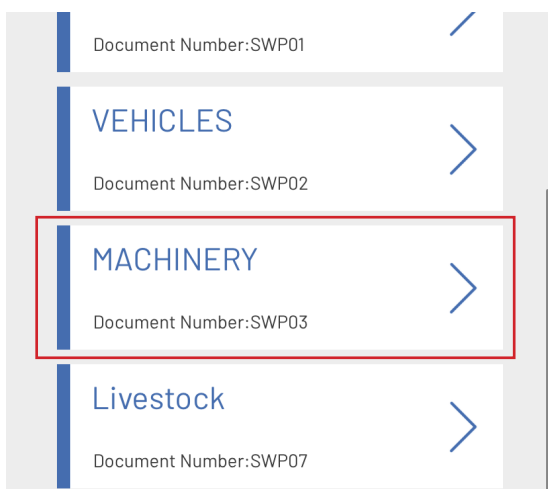 Document Number:SWP01
VEHICLES
Document Number:SWP02
MACHINERY
Document Number:SWP03
Livestock
Document Number:SWP07